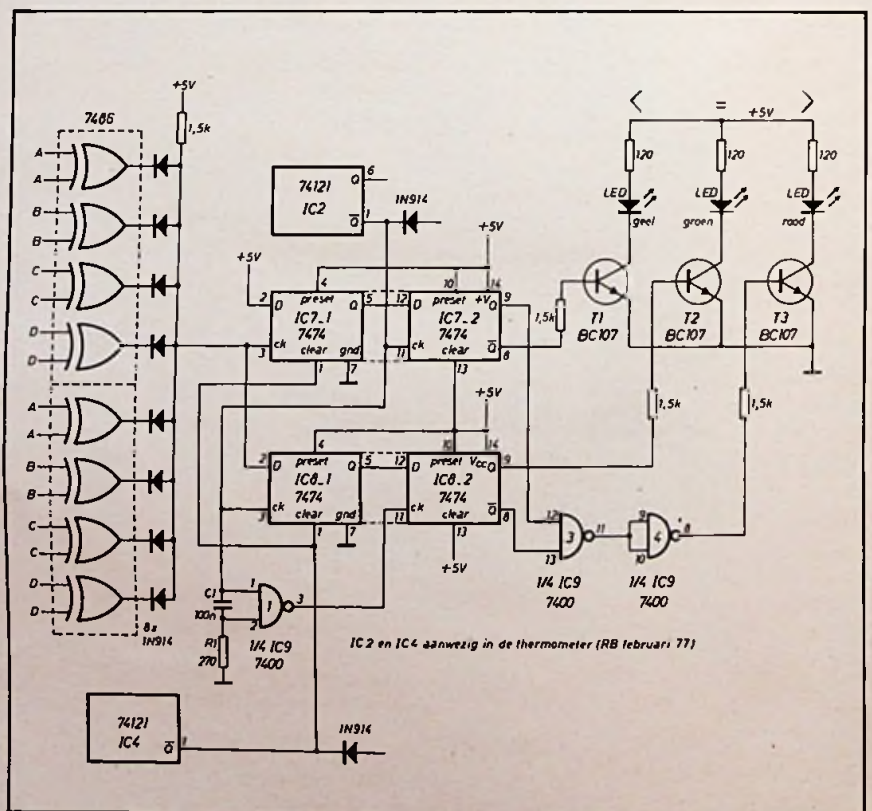 < = >
+5V
+5V
7486
1,5k
A
A
B
B
C
C
D
D
A
A
B
B
C
C
D
D
8x
1N914
74121
IC2
Q 6
Q̅ 1
1N914
+5V
+5V
2 D preset 4 Q 5
IC7_1
7474
3 ck clear gnd
1 7
12 D preset +V Q 9
10 14
IC7_2
7474
11 ck clear Q̅ 8
13
+5V
2 D preset 4 Q 5
IC8_1
7474
3 ck clear gnd
1 7
12 D preset Vcc Q 9
10 14
IC8_2
7474
11 ck clear Q̅ 8
13
+5V
120
120
120
LED
geel
LED
groen
LED
rood
1,5k
T1
BC107
T2
BC107
T3
BC107
1,5k
1,5k
12
13
3
11
9
10
4
8
1/4 IC9
7400
1/4 IC9
7400
C1
100n
R1
270
1
2
1
3
1/4 IC9
7400
IC2 en IC4 aanwezig in de thermometer (RB februari 77)
74121
IC4
Q̅ 1
1N914